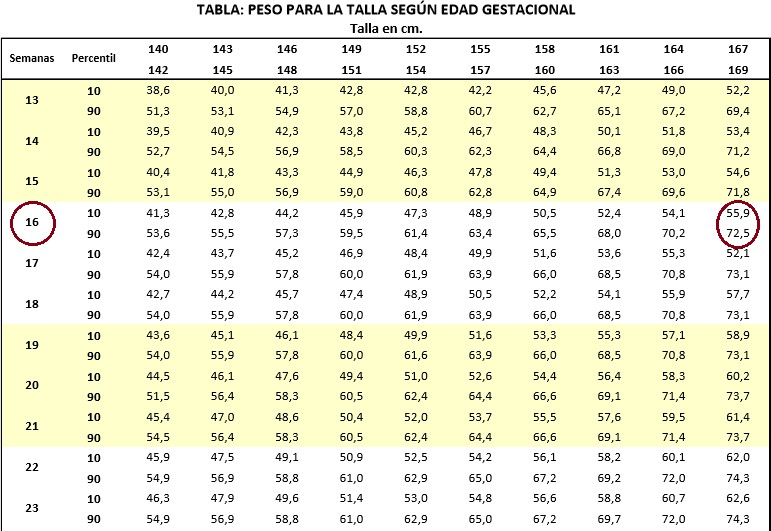 TABLA: PESO PARA LA TALLA SEGÚN EDAD GESTACIONAL
Talla en cm.
Semanas Percentil 140 143 146 149 152 155 158 161 164 167
142 145 148 151 154 157 160 163 166 169
13 10 38,6 40,0 41,3 42,8 42,8 42,2 45,6 47,2 49,0 52,2
90 51,3 53,1 54,9 57,0 58,8 60,7 62,7 65,1 67,2 69,4
14 10 39,5 40,9 42,3 43,8 45,2 46,7 48,3 50,1 51,8 53,4
90 52,7 54,5 56,9 58,5 60,3 62,3 64,4 66,8 69,0 71,2
15 10 40,4 41,8 43,3 44,9 46,3 47,8 49,4 51,3 53,0 54,6
90 53,1 55,0 56,9 59,0 60,8 62,8 64,9 67,4 69,6 71,8
16 10 41,3 42,8 44,2 45,9 47,3 48,9 50,5 52,4 54,1 55,9
90 53,6 55,5 57,3 59,5 61,4 63,4 65,5 68,0 70,2 72,5
17 10 42,4 43,7 45,2 46,9 48,4 49,9 51,6 53,6 55,3 52,1
90 54,0 55,9 57,8 60,0 61,9 63,9 66,0 68,5 70,8 73,1
18 10 42,7 44,2 45,7 47,4 48,9 50,5 52,2 54,1 55,9 57,7
90 54,0 55,9 57,8 60,0 61,9 63,9 66,0 68,5 70,8 73,1
19 10 43,6 45,1 46,1 48,4 49,9 51,6 53,3 55,3 57,1 58,9
90 54,0 55,9 57,8 60,0 61,6 63,9 66,0 68,5 70,8 73,1
20 10 44,5 46,1 47,6 49,4 51,0 52,6 54,4 56,4 58,3 60,2
90 51,5 56,4 58,3 60,5 62,4 64,4 66,6 69,1 71,4 73,7
21 10 45,4 47,0 48,6 50,4 52,0 53,7 55,5 57,6 59,5 61,4
90 54,5 56,4 58,3 60,5 62,4 64,4 66,6 69,1 71,4 73,7
22 10 45,9 47,5 49,1 50,9 52,5 54,2 56,1 58,2 60,1 62,0
90 54,9 56,9 58,8 61,0 62,9 65,0 67,2 69,2 72,0 74,3
23 10 46,3 47,9 49,6 51,4 53,0 54,8 56,6 58,8 60,7 62,6
90 54,9 56,9 58,8 61,0 62,9 65,0 67,2 69,7 72,0 74,3